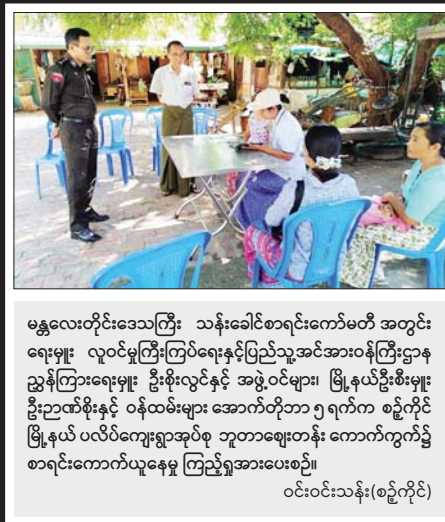 မန္တလေးတိုင်းဒေသကြီး သန်းခေါင်စာရင်းကော်မတီ အတွင်း
ရေးမှူး လူဝင်မှုကြီးကြပ်ရေးနှင့်ပြည်သူ့အင်အားဝန်ကြီးဌာန
ညွှန်ကြားရေးမှူး ဦးစိုးလွင်နှင့် အဖွဲ့ဝင်များ၊ မြို့နယ်ဦးစီးမှူး
ဦးဉာဏ်စိုးနှင့် ဝန်ထမ်းများ အောက်တိုဘာ ၅ ရက်က စဉ့်ကိုင်
မြို့နယ် ပလိပ်ကျေးရွာအုပ်စု ဘူတာဈေးတန်း ကောက်ကွက်၌
စာရင်းကောက်ယူနေမှု ကြည့်ရှုအားပေးစဉ်။
ဝင်းဝင်းသန်း(စဉ့်ကိုင်)